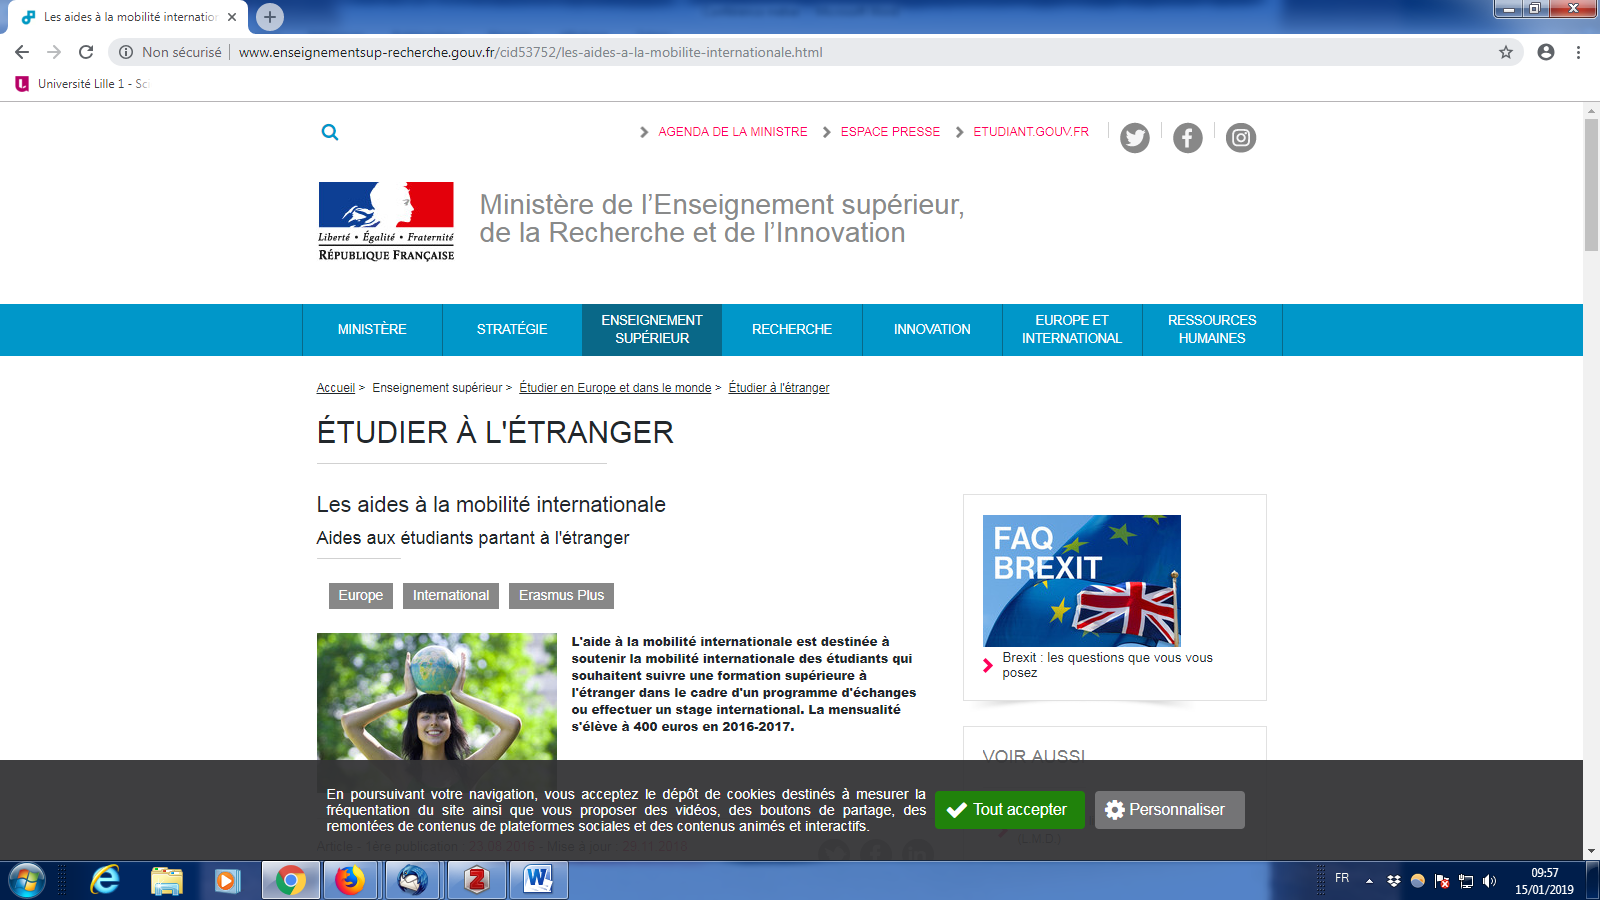 Les aides à la mobilité internatior
Non sécurisé | www.enseignementsup-recherche.gouv.fr/cid53752/les-aides-a-la-mobilite-internationale.html
Université Lille 1 - Sci
AGENDA DE LA MINISTRE ESPACE PRESSE ETUDIANT.GOUV.FR
Liberté • Égalité • Fraternité
RÉPUBLIQUE FRANÇAISE
Ministère de l'Enseignement supérieur,
de la Recherche et de l'Innovation
MINISTÈRE
STRATÉGIE
ENSEIGNEMENT
SUPÉRIEUR
RECHERCHE
INNOVATION
EUROPE ET
INTERNATIONAL
RESSOURCES
HUMAINES
Accueil > Enseignement supérieur > Étudier en Europe et dans le monde > Étudier à l'étranger
ÉTUDIER À L'ÉTRANGER
Les aides à la mobilité internationale
Aides aux étudiants partant à l'étranger
Europe International Erasmus Plus
L'aide à la mobilité internationale est destinée à
soutenir la mobilité internationale des étudiants qui
souhaitent suivre une formation supérieure à
l'étranger dans le cadre d'un programme d'échanges
ou effectuer un stage international. La mensualité
s'élève à 400 euros en 2016-2017.
FAQ
BREXIT
Brexit : les questions que vous vous
posez
VOIR AUSSI
En poursuivant votre navigation, vous acceptez le dépôt de cookies destinés à mesurer la
fréquentation du site ainsi que vous proposer des vidéos, des boutons de partage, des
remontées de contenus de plateformes sociales et des contenus animés et interactifs.
Tout accepter
Personnaliser
(L.M.D.)
Article - 1ère publication : 23.08.2016 - Mise à jour : 29.11.2018
FR
09:57
15/01/2019